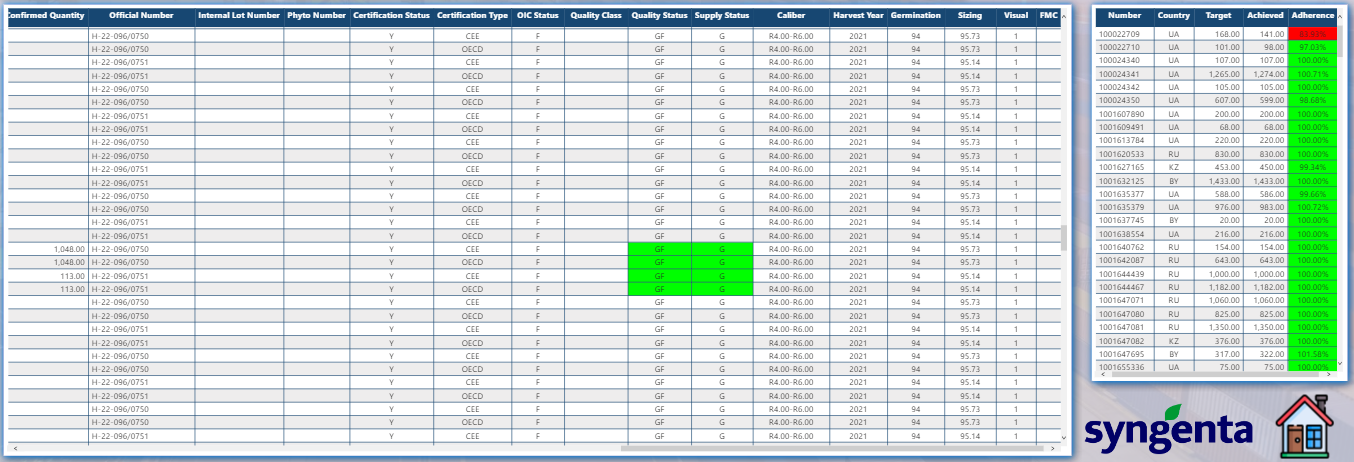 Confirmed Quantity Official Number Internal Lot Number Phyto Number Certification Status Certification Type OIC Status Quality Class Quality Status Supply Status Caliber Harvest Year Germination Sizing Visual FMC
H-22-096/0750 Y CEE F GF G R4.00-R6.00 2021 94 95.73 1
H-22-096/0750 Y OECD F GF G R4.00-R6.00 2021 94 95.73 1
H-22-096/0751 Y CEE F GF G R4.00-R6.00 2021 94 95.14 1
H-22-096/0751 Y OECD F GF G R4.00-R6.00 2021 94 95.14 1
H-22-096/0750 Y CEE F GF G R4.00-R6.00 2021 94 95.73 1
H-22-096/0750 Y OECD F GF G R4.00-R6.00 2021 94 95.73 1
H-22-096/0751 Y CEE F GF G R4.00-R6.00 2021 94 95.14 1
H-22-096/0751 Y OECD F GF G R4.00-R6.00 2021 94 95.14 1
H-22-096/0750 Y CEE F GF G R4.00-R6.00 2021 94 95.73 1
H-22-096/0750 Y OECD F GF G R4.00-R6.00 2021 94 95.73 1
H-22-096/0751 Y CEE F GF G R4.00-R6.00 2021 94 95.14 1
H-22-096/0751 Y OECD F GF G R4.00-R6.00 2021 94 95.14 1
H-22-096/0750 Y CEE F GF G R4.00-R6.00 2021 94 95.73 1
H-22-096/0750 Y OECD F GF G R4.00-R6.00 2021 94 95.73 1
H-22-096/0751 Y CEE F GF G R4.00-R6.00 2021 94 95.14 1
H-22-096/0751 Y OECD F GF G R4.00-R6.00 2021 94 95.14 1
1,048.00 H-22-096/0750 Y CEE F GF G R4.00-R6.00 2021 94 95.73 1
1,048.00 H-22-096/0750 Y OECD F GF G R4.00-R6.00 2021 94 95.73 1
113.00 H-22-096/0751 Y CEE F GF G R4.00-R6.00 2021 94 95.14 1
113.00 H-22-096/0751 Y OECD F GF G R4.00-R6.00 2021 94 95.14 1
H-22-096/0750 Y CEE F GF G R4.00-R6.00 2021 94 95.73 1
H-22-096/0750 Y OECD F GF G R4.00-R6.00 2021 94 95.73 1
H-22-096/0751 Y CEE F GF G R4.00-R6.00 2021 94 95.14 1
H-22-096/0751 Y OECD F GF G R4.00-R6.00 2021 94 95.14 1
H-22-096/0750 Y CEE F GF G R4.00-R6.00 2021 94 95.73 1
H-22-096/0750 Y OECD F GF G R4.00-R6.00 2021 94 95.73 1
H-22-096/0751 Y CEE F GF G R4.00-R6.00 2021 94 95.14 1
H-22-096/0751 Y OECD F GF G R4.00-R6.00 2021 94 95.14 1
H-22-096/0750 Y CEE F GF G R4.00-R6.00 2021 94 95.73 1
H-22-096/0750 Y OECD F GF G R4.00-R6.00 2021 94 95.73 1
H-22-096/0751 Y CEE F GF G R4.00-R6.00 2021 94 95.14 1
Number Country Target Achieved Adherence
100022709 UA 168.00 141.00 83.93%
100022710 UA 101.00 98.00 97.03%
100024340 UA 107.00 107.00 100.00%
100024341 UA 1,265.00 1,274.00 100.71%
100024342 UA 105.00 105.00 100.00%
100024350 UA 607.00 599.00 98.68%
1001607890 UA 200.00 200.00 100.00%
1001609491 UA 68.00 68.00 100.00%
1001613784 UA 220.00 220.00 100.00%
1001620533 RU 830.00 830.00 100.00%
1001627165 KZ 453.00 450.00 99.34%
1001632125 BY 1,433.00 1,433.00 100.00%
1001635377 UA 588.00 586.00 99.66%
1001635379 UA 976.00 983.00 100.72%
1001637745 BY 20.00 20.00 100.00%
1001638554 UA 216.00 216.00 100.00%
1001640762 RU 154.00 154.00 100.00%
1001642087 RU 643.00 643.00 100.00%
1001644439 RU 1,000.00 1,000.00 100.00%
1001644467 RU 1,182.00 1,182.00 100.00%
1001647071 RU 1,060.00 1,060.00 100.00%
1001647080 RU 825.00 825.00 100.00%
1001647081 RU 1,350.00 1,350.00 100.00%
1001647082 KZ 376.00 376.00 100.00%
1001647695 BY 317.00 322.00 101.58%
1001655336 UA 75.00 75.00 100.00%
syngenta